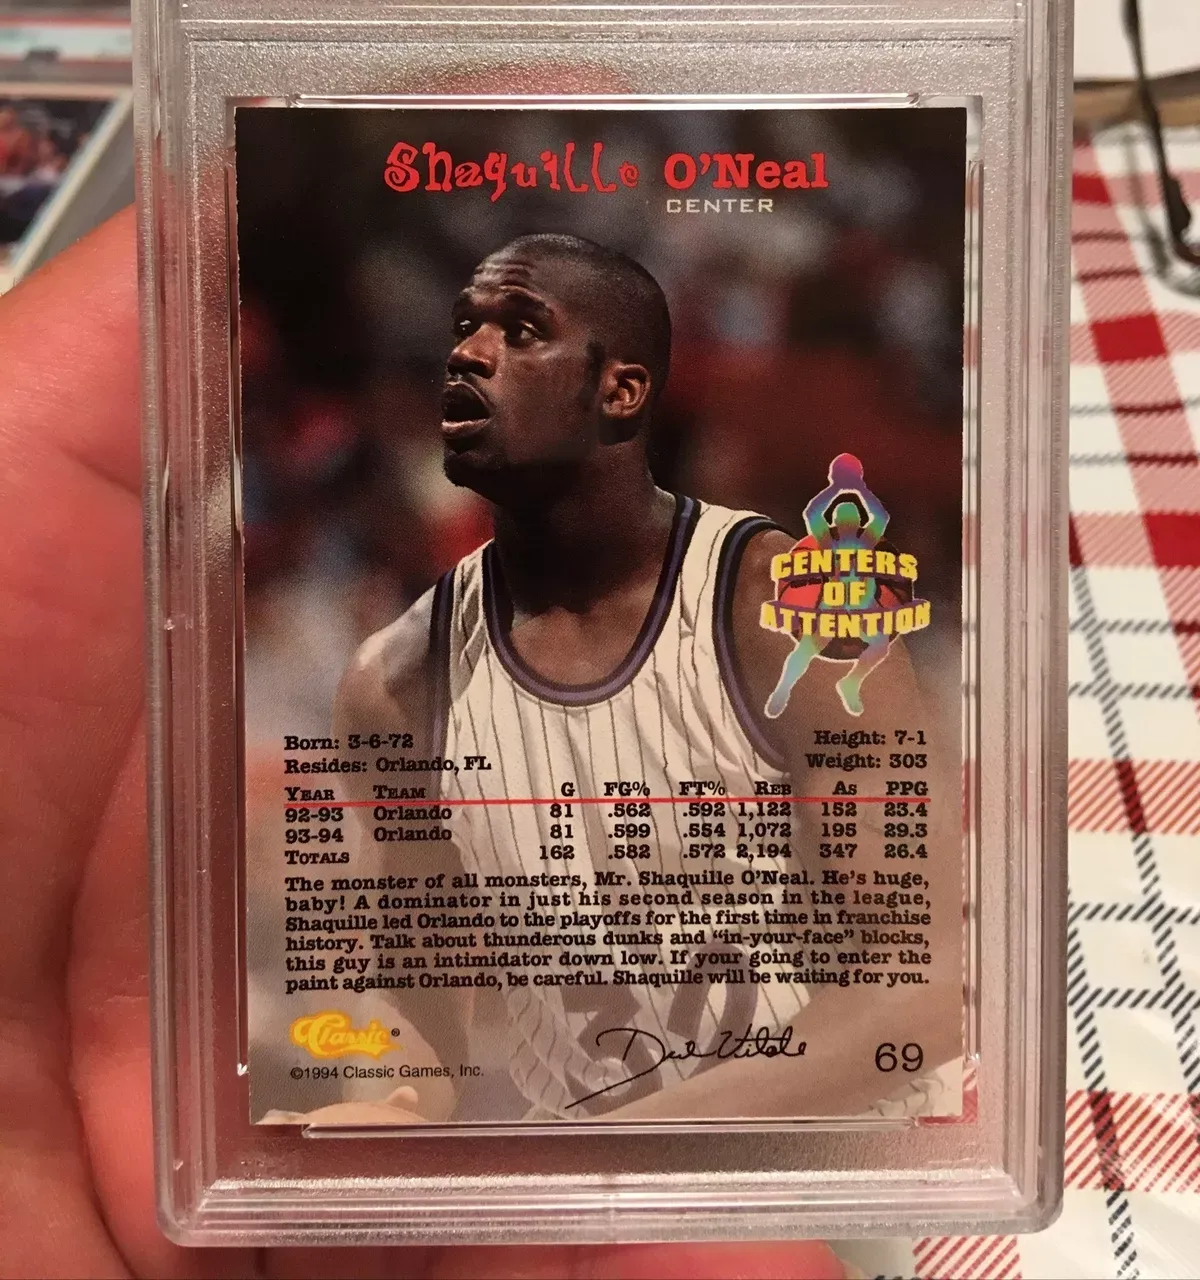 Shaquille O'Neal
CENTER
CENTERS
OF
ATTENTION
Born: 3-6-72
Height: 7-1
Resides: Orlando, FL
Weight: 303
YEAR TEAM G FG% FT% REB AS PPG
92-93 Orlando 81 .562 .592 1,122 152 23.4
93-94 Orlando 81 .599 .554 1,072 195 29.3
TOTALS 162 .582 .572 2,194 347 26.4
The monster of all monsters, Mr. Shaquille O'Neal. He's huge,
baby! A dominator in just his second season in the league,
Shaquille led Orlando to the playoffs for the first time in franchise
history. Talk about thunderous dunks and “in-your-face” blocks,
this guy is an intimidator down low. If your going to enter the
paint against Orlando, be careful. Shaquille will be waiting for you.
Classic®
©1994 Classic Games, Inc.
Dick Vitale
69